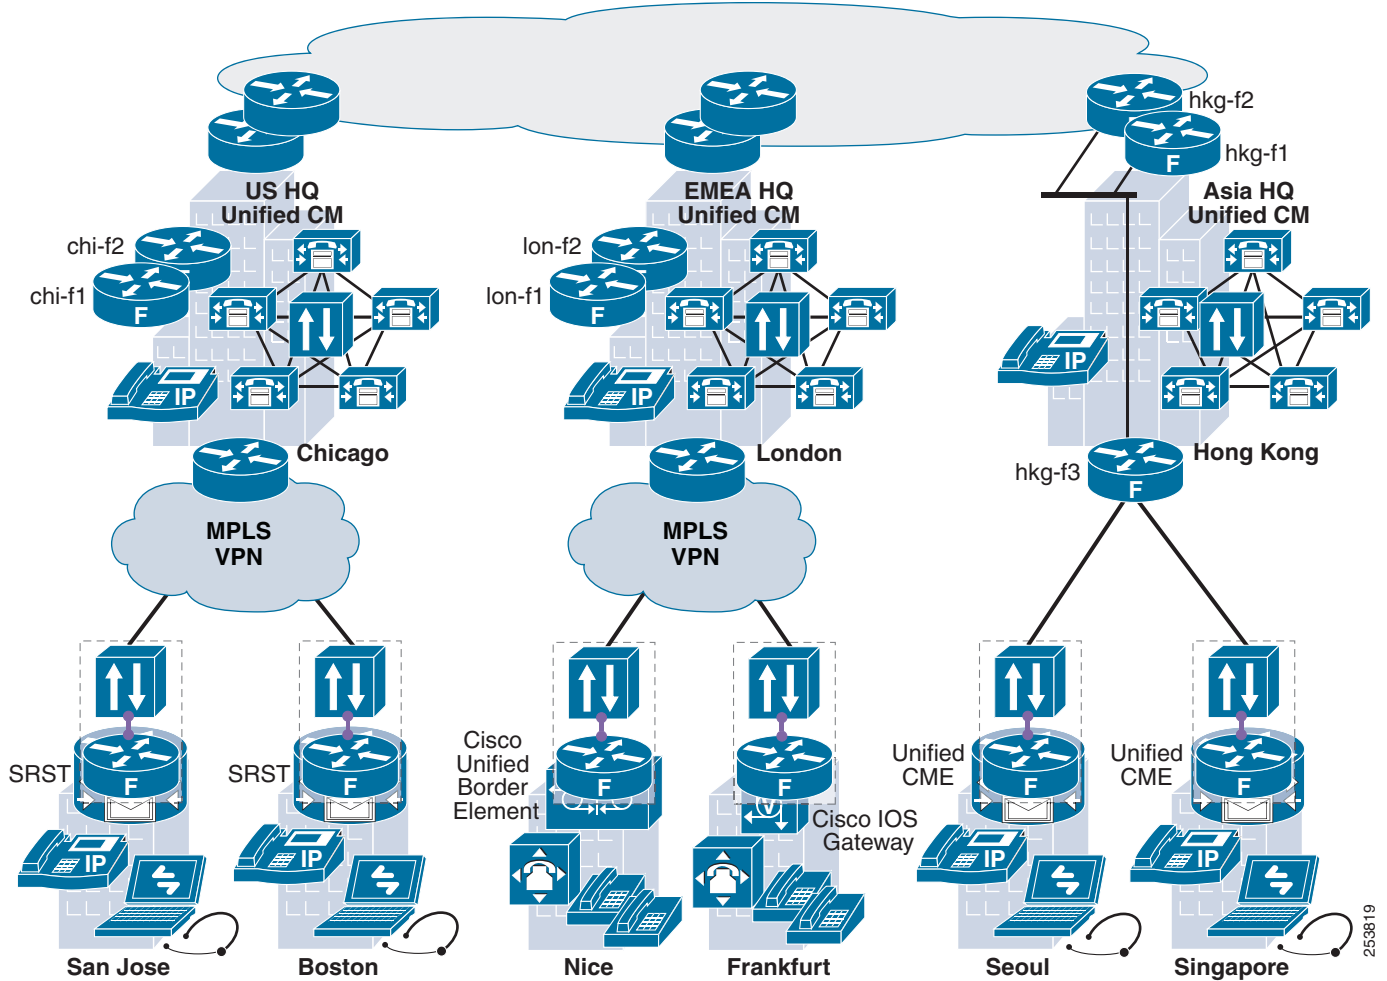 hkg-f2
hkg-f1
F
US HQ
Unified CM
EMEA HQ
Unified CM
Asia HQ
Unified CM
chi-f2
chi-f1
F
lon-f2
lon-f1
F
IP
IP
IP
Chicago
London
Hong Kong
hkg-f3
F
MPLS
VPN
MPLS
VPN
SRST
F
SRST
F
Cisco
Unified
Border
Element
F
F
V
Cisco IOS
Gateway
Unified
CME
F
Unified
CME
F
IP
IP
IP
IP
San Jose
Boston
Nice
Frankfurt
Seoul
Singapore
253819